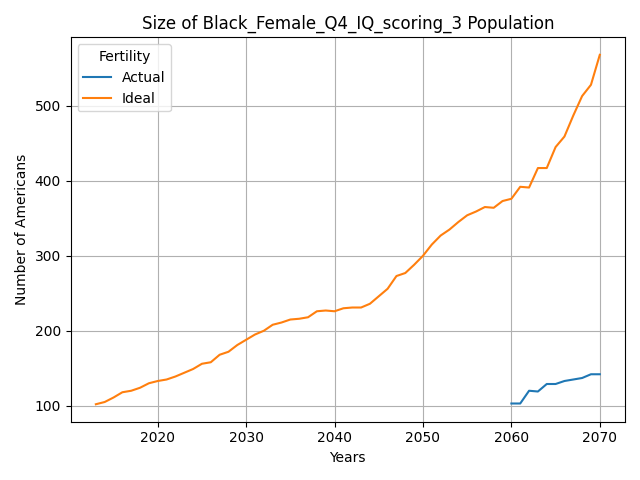 Size of Black_Female_Q4_IQ_scoring_3 Population
Fertility
Actual
Ideal
Number of Americans
500
400
300
200
100
2020 2030 2040 2050 2060 2070
Years